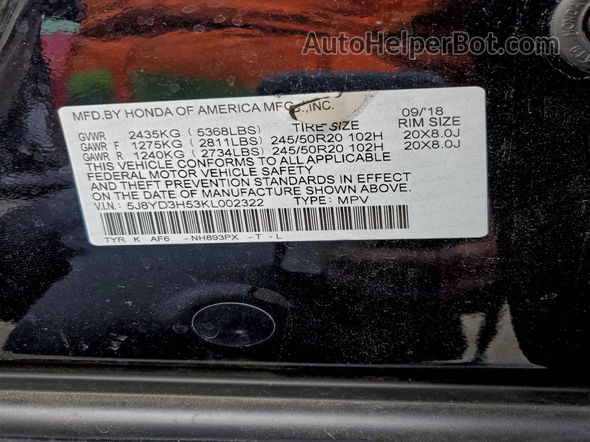 AutoHelperBot.com
MFD.BY HONDA OF AMERICA MFG.,INC. 09/'18
TIRE SIZE RIM SIZE
GVWR 2435KG ( 5368LBS)
GAWR F 1275KG ( 2811LBS) 245/50R20 102H 20X8.0J
GAWR R 1240KG ( 2734LBS) 245/50R20 102H 20X8.0J
THIS VEHICLE CONFORMS TO ALL APPLICABLE
FEDERAL MOTOR VEHICLE SAFETY
AND THEFT PREVENTION STANDARDS IN EFFECT
ON THE DATE OF MANUFACTURE SHOWN ABOVE.
V.I.N.: 5J8YD3H53KL002322 TYPE: MPV
TYR K AF6 -NH893PX -T -L